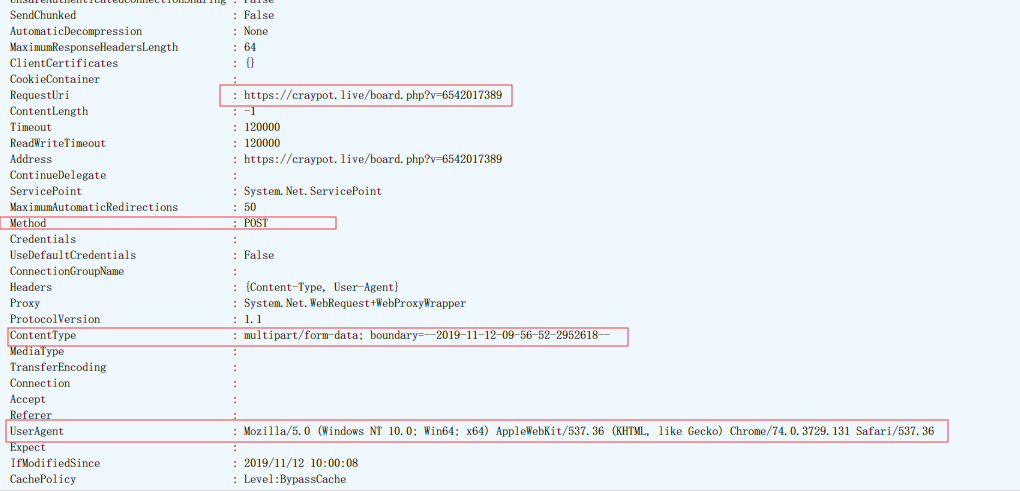 UnsafeAuthenticatedConnectionSharing : False
SendChunked : False
AutomaticDecompression : None
MaximumResponseHeadersLength : 64
ClientCertificates : {}
CookieContainer :
RequestUri : https://craypot.live/board.php?v=6542017389
ContentLength : -1
Timeout : 120000
ReadWriteTimeout : 120000
Address : https://craypot.live/board.php?v=6542017389
ContinueDelegate :
ServicePoint : System.Net.ServicePoint
MaximumAutomaticRedirections : 50
Method : POST
Credentials :
UseDefaultCredentials : False
ConnectionGroupName :
Headers : {Content-Type, User-Agent}
Proxy : System.Net.WebRequest+WebProxyWrapper
ProtocolVersion : 1.1
ContentType : multipart/form-data; boundary=--2019-11-12-09-56-52-2952618--
MediaType :
TransferEncoding :
Connection :
Accept :
Referer :
UserAgent : Mozilla/5.0 (Windows NT 10.0; Win64; x64) AppleWebKit/537.36 (KHTML, like Gecko) Chrome/74.0.3729.131 Safari/537.36
Expect :
IfModifiedSince : 2019/11/12 10:00:08
CachePolicy : Level:BypassCache